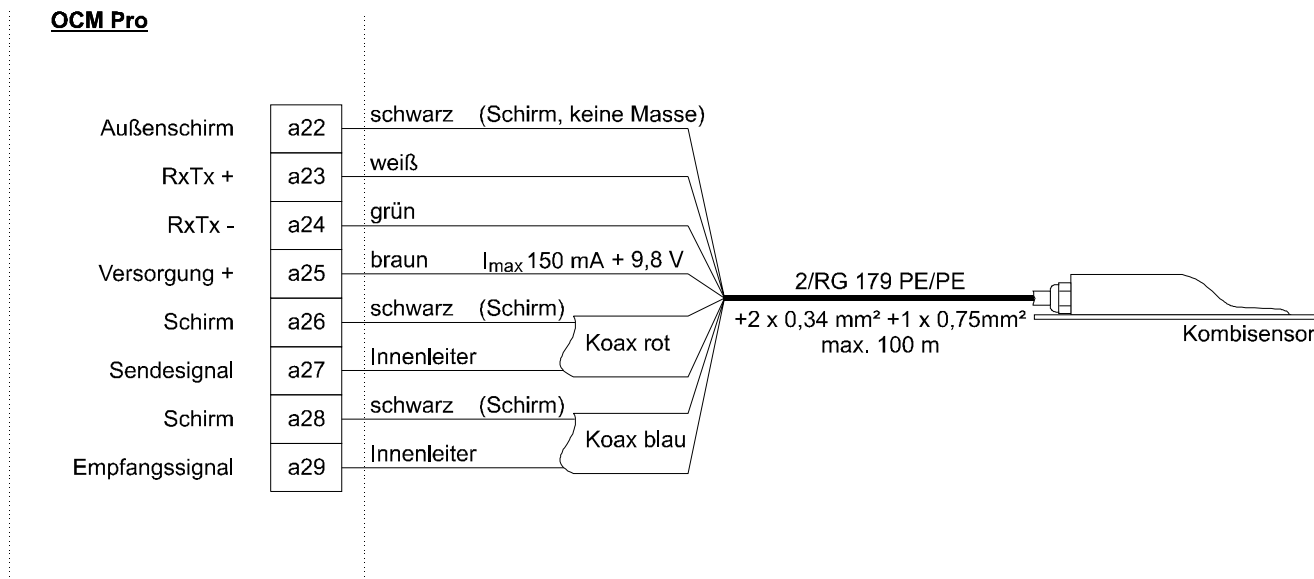 OCM Pro
Außenschirm a22 schwarz (Schirm, keine Masse)
RxTx + a23 weiß
RxTx - a24 grün
Versorgung + a25 braun Imax 150 mA + 9,8 V
Schirm a26 schwarz (Schirm)
Koax rot
Sendesignal a27 Innenleiter
Schirm a28 schwarz (Schirm)
Koax blau
Empfangssignal a29 Innenleiter
2/RG 179 PE/PE
+2 x 0,34 mm² +1 x 0,75mm²
max. 100 m
Kombisensor